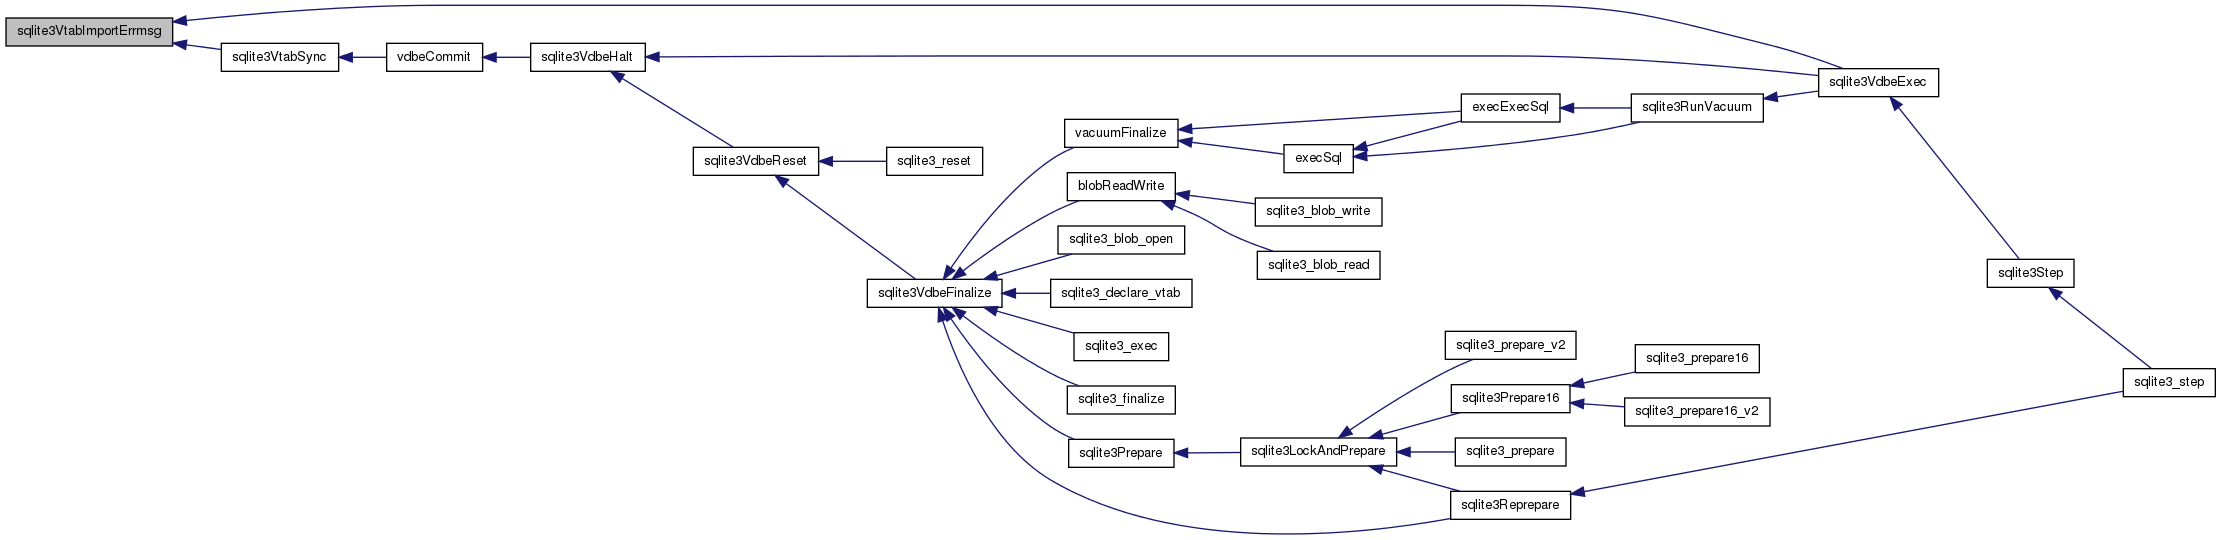 sqlite3VtabImportErrmsg
sqlite3VtabSync
vdbeCommit
sqlite3VdbeHalt
sqlite3VdbeExec
execExecSql
sqlite3RunVacuum
vacuumFinalize
execSql
sqlite3VdbeReset
sqlite3_reset
blobReadWrite
sqlite3_blob_write
sqlite3_blob_open
sqlite3_blob_read
sqlite3Step
sqlite3VdbeFinalize
sqlite3_declare_vtab
sqlite3_exec
sqlite3_prepare_v2
sqlite3_prepare16
sqlite3_step
sqlite3_finalize
sqlite3Prepare16
sqlite3_prepare16_v2
sqlite3Prepare
sqlite3LockAndPrepare
sqlite3_prepare
sqlite3Reprepare